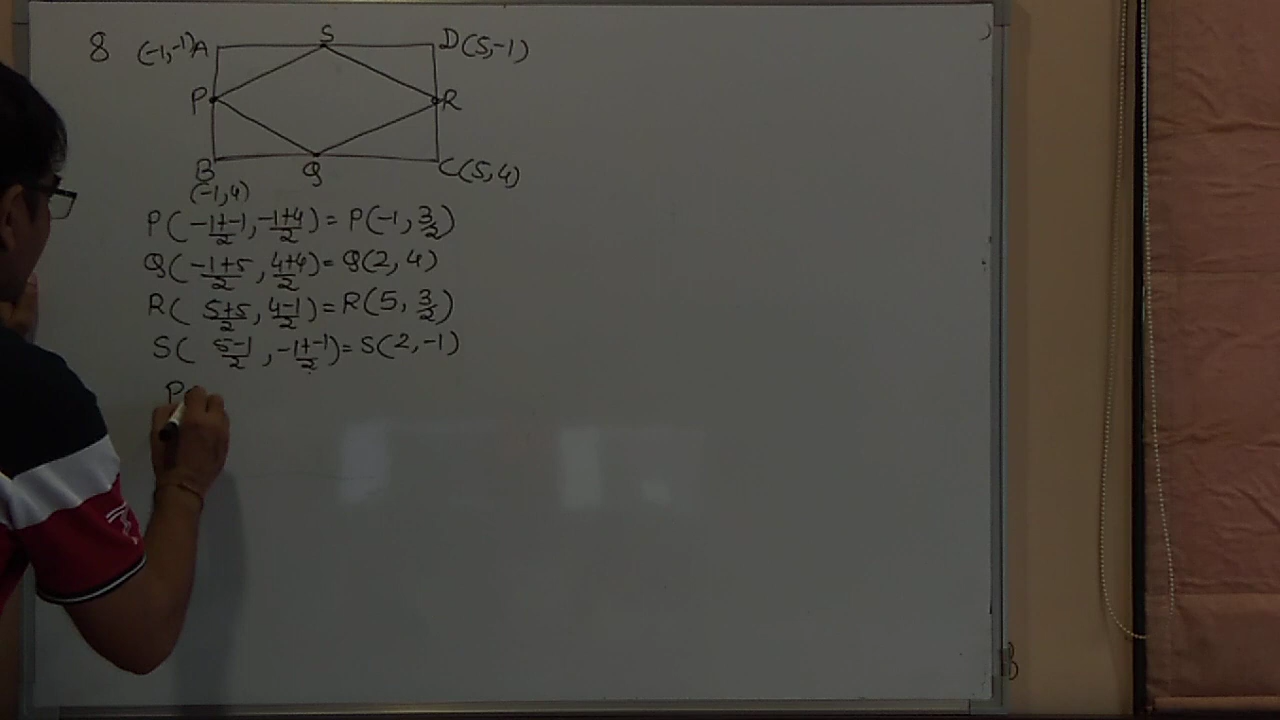 8 (-1,-1)A S D(5,-1)
P R
B Q C(5,4)
(-1,4)
P(-1+-1/2, -1+4/2) = P(-1, 3/2)
Q(-1+5/2, 4+4/2) = Q(2, 4)
R(5+5/2, 4-1/2) = R(5, 3/2)
S(5-1/2, -1+-1/2) = S(2, -1)
P